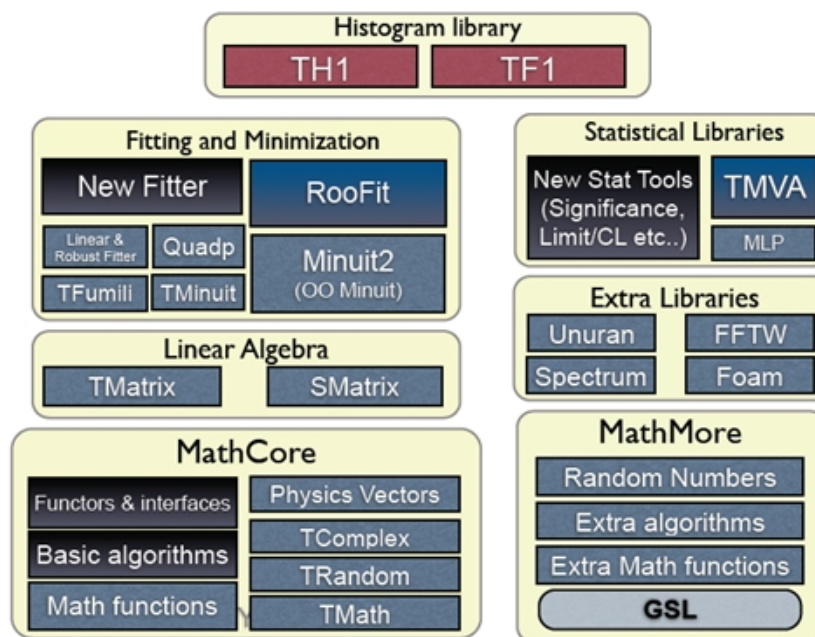 Histogram library
TH1
TF1
Fitting and Minimization
New Fitter
RooFit
Linear &
Robust Fitter
Quadp
TFumili
TMinuit
Minuit2
(OO Minuit)
Statistical Libraries
New Stat Tools
(Significance,
Limit/CL etc..)
TMVA
MLP
Linear Algebra
TMatrix
SMatrix
Extra Libraries
Unuran
FFTW
Spectrum
Foam
MathCore
Functors & interfaces
Basic algorithms
Math functions
Physics Vectors
TComplex
TRandom
TMath
MathMore
Random Numbers
Extra algorithms
Extra Math functions
GSL